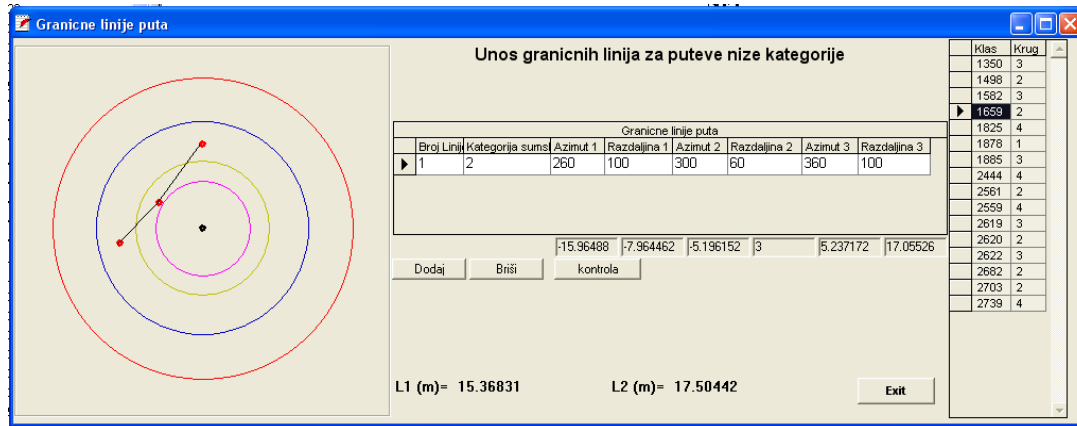 Granicne linije puta
Unos granicnih linija za puteve nize kategorije
Granicne linije puta
Broj Linij Kategorija sumsl Azimut 1 Razdaljina 1 Azimut 2 Razdaljina 2 Azimut 3 Razdaljina 3
1 2 260 100 300 60 360 100
-15.96488 -7.964462 -5.196152 3 5.237172 17.05526
Dodaj Briši kontrola
L1 (m)= 15.36831 L2 (m)= 17.50442
Exit
Klas Krug
1350 3
1498 2
1582 3
1659 2
1825 4
1878 1
1885 3
2444 4
2561 2
2559 4
2619 3
2620 2
2622 3
2682 2
2703 2
2739 4